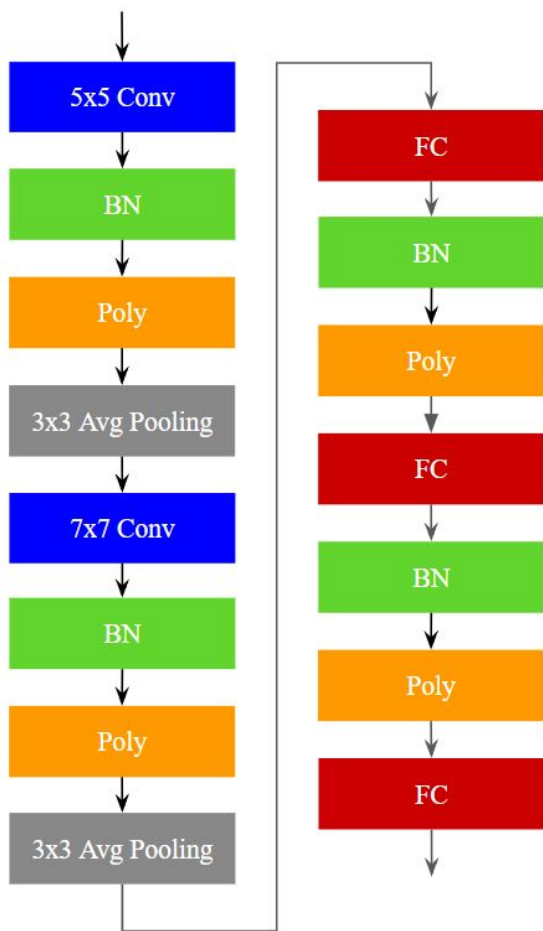 5x5 Conv
BN
Poly
3x3 Avg Pooling
7x7 Conv
BN
Poly
3x3 Avg Pooling
FC
BN
Poly
FC
BN
Poly
FC